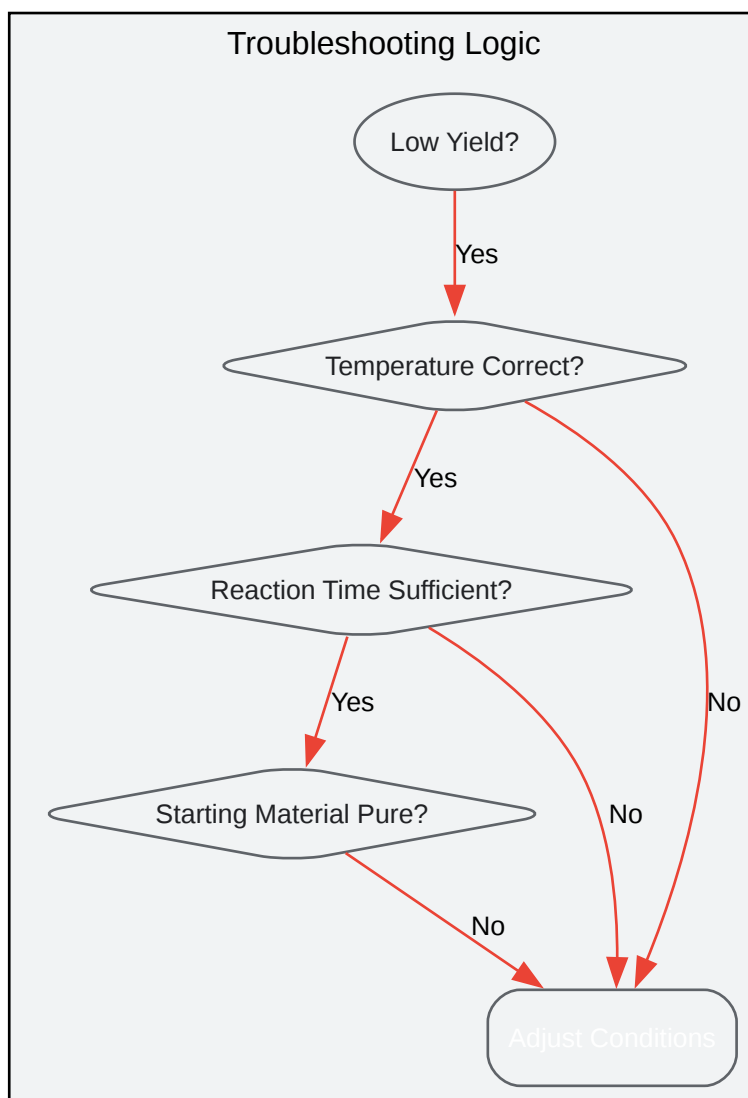 Troubleshooting Logic
Low Yield?
Yes
Temperature Correct?
Yes
Reaction Time Sufficient?
Yes
No
Starting Material Pure?
No
No
Adjust Conditions